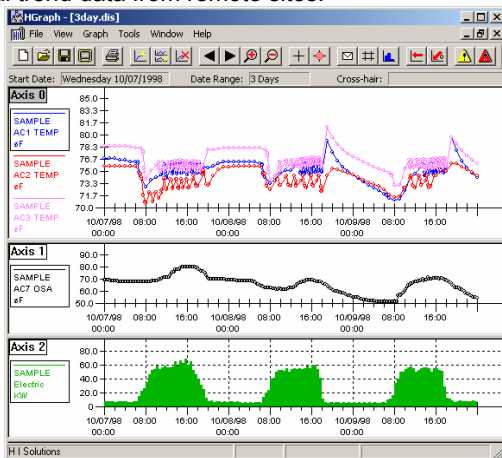 al trend data from remote sites.
HGraph - [3day.dis]
File View Graph Tools Window Help
Start Date: Wednesday 10/07/1998 Date Range: 3 Days Cross-hair:
Axis 0
SAMPLE
AC1 TEMP
øF
SAMPLE
AC2 TEMP
øF
SAMPLE
AC3 TEMP
øF
85.0
83.3
81.7
80.0
78.3
76.7
75.0
73.3
71.7
70.0
10/07/98 08:00 16:00 10/08/98 08:00 16:00 10/09/98 08:00 16:00
00:00 00:00 00:00
Axis 1
SAMPLE
AC7 OSA
øF
90.0
80.0
70.0
60.0
50.0
10/07/98 08:00 16:00 10/08/98 08:00 16:00 10/09/98 08:00 16:00
00:00 00:00 00:00
Axis 2
SAMPLE
Electric
KW
80.0
60.0
40.0
20.0
0
10/07/98 08:00 16:00 10/08/98 08:00 16:00 10/09/98 08:00 16:00
00:00 00:00 00:00
H I Solutions